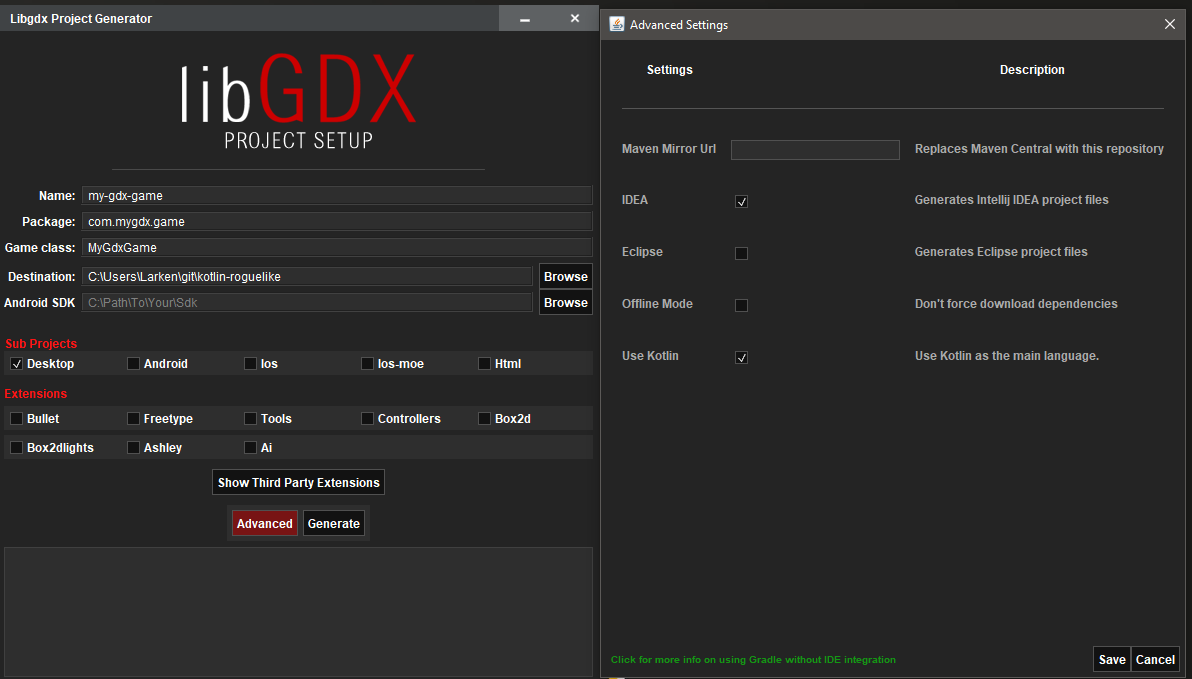 Libgdx Project Generator
libGDX
PROJECT SETUP
Name: my-gdx-game
Package: com.mygdx.game
Game class: MyGdxGame
Destination: C:\Users\Larken\git\kotlin-roguelike Browse
Android SDK C:\Path\To\Your\Sdk Browse
Sub Projects
Desktop Android Ios Ios-moe Html
Extensions
Bullet Freetype Tools Controllers Box2d
Box2dlights Ashley Ai
Show Third Party Extensions
Advanced Generate
Advanced Settings
Settings Description
Maven Mirror Url Replaces Maven Central with this repository
IDEA Generates Intellij IDEA project files
Eclipse Generates Eclipse project files
Offline Mode Don't force download dependencies
Use Kotlin Use Kotlin as the main language.
Click for more info on using Gradle without IDE integration
Save Cancel